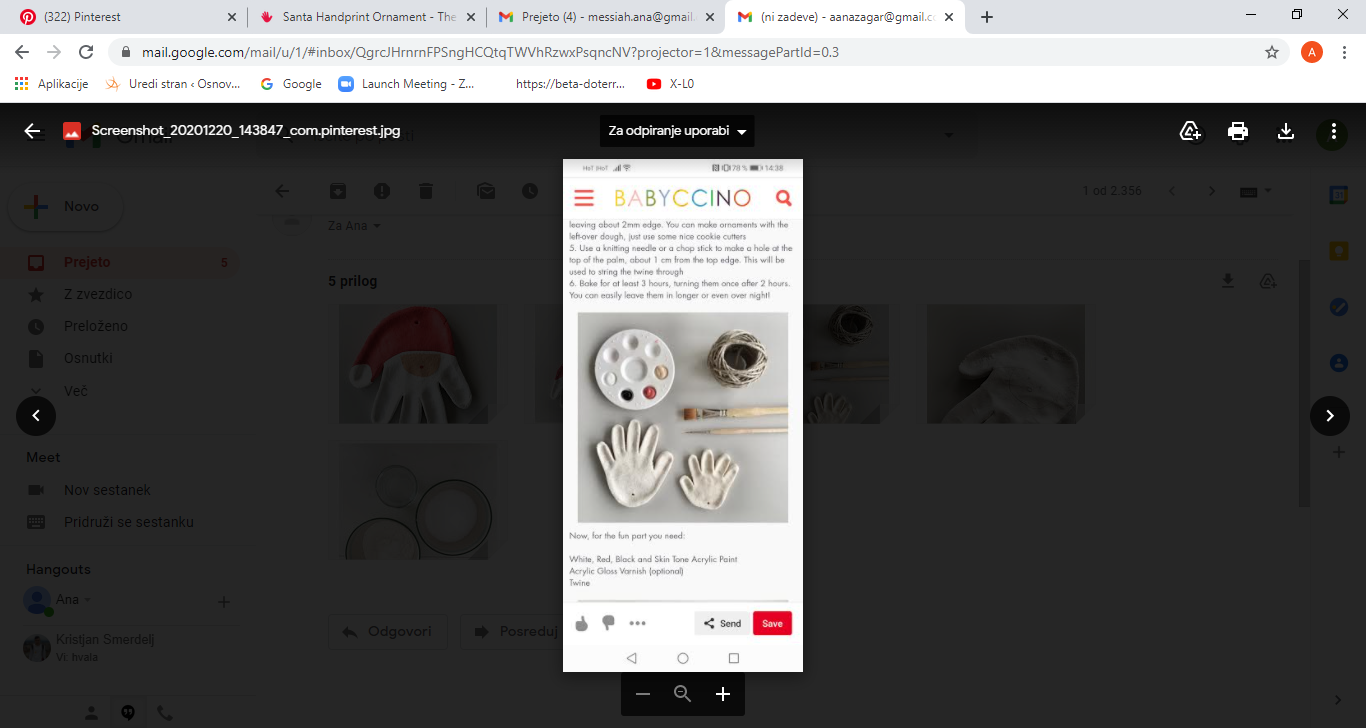 (322) Pinterest
Santa Handprint Ornament - The
Prejeto (4) - messiah.ana@gmail.
(ni zadeve) - aanazagar@gmail.co
mail.google.com/mail/u/1/#inbox/QgrcJHrnrnFPSngHCQtqTWVhRzwxPsqncNV?projector=1&messagePartId=0.3
A
Aplikacije
Uredi stran ‹ Osnov...
Google
Launch Meeting - Z...
https://beta-doterr...
X-L0
Screenshot_20201220_143847_com.pinterest.jpg
Za odpiranje uporabi
Novo
1 od 2.356
Za Ana
Prejeto 5
Z zvezdico
Preloženo
Osnutki
Več
5 prilog
Meet
Nov sestanek
Pridruži se sestanku
Hangouts
Ana
Kristjan Smerdelj
Vi: hvala
Odgovori
Posreduj
HoT HoT 78 % 14:38
BABYCCINO
leaving about 2mm edge. You can make ornaments with the
left-over dough, just use some nice cookie cutters
5. Use a knitting needle or a chop stick to make a hole at the
top of the palm, about 1 cm from the top edge. This will be
used to string the twine through
6. Bake for at least 3 hours, turning them once after 2 hours.
You can easily leave them in longer or even over night!
Now, for the fun part you need:
White, Red, Black and Skin Tone Acrylic Paint
Acrylic Gloss Varnish (optional)
Twine
Send
Save